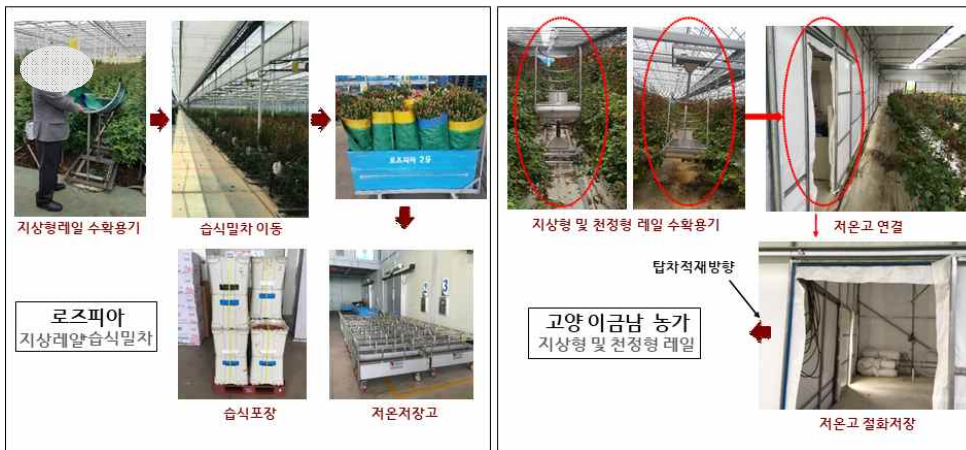 로즈피아 29
지상형레일 수확용기
습식밀차 이동
로즈피아
지상레일+습식밀차
습식포장
저온저장고
지상형 및 천정형 레일 수확용기
저온고 연결
탑차적재방향
고양 이금남 농가
지상형 및 천정형 레일
저온고 절화저장